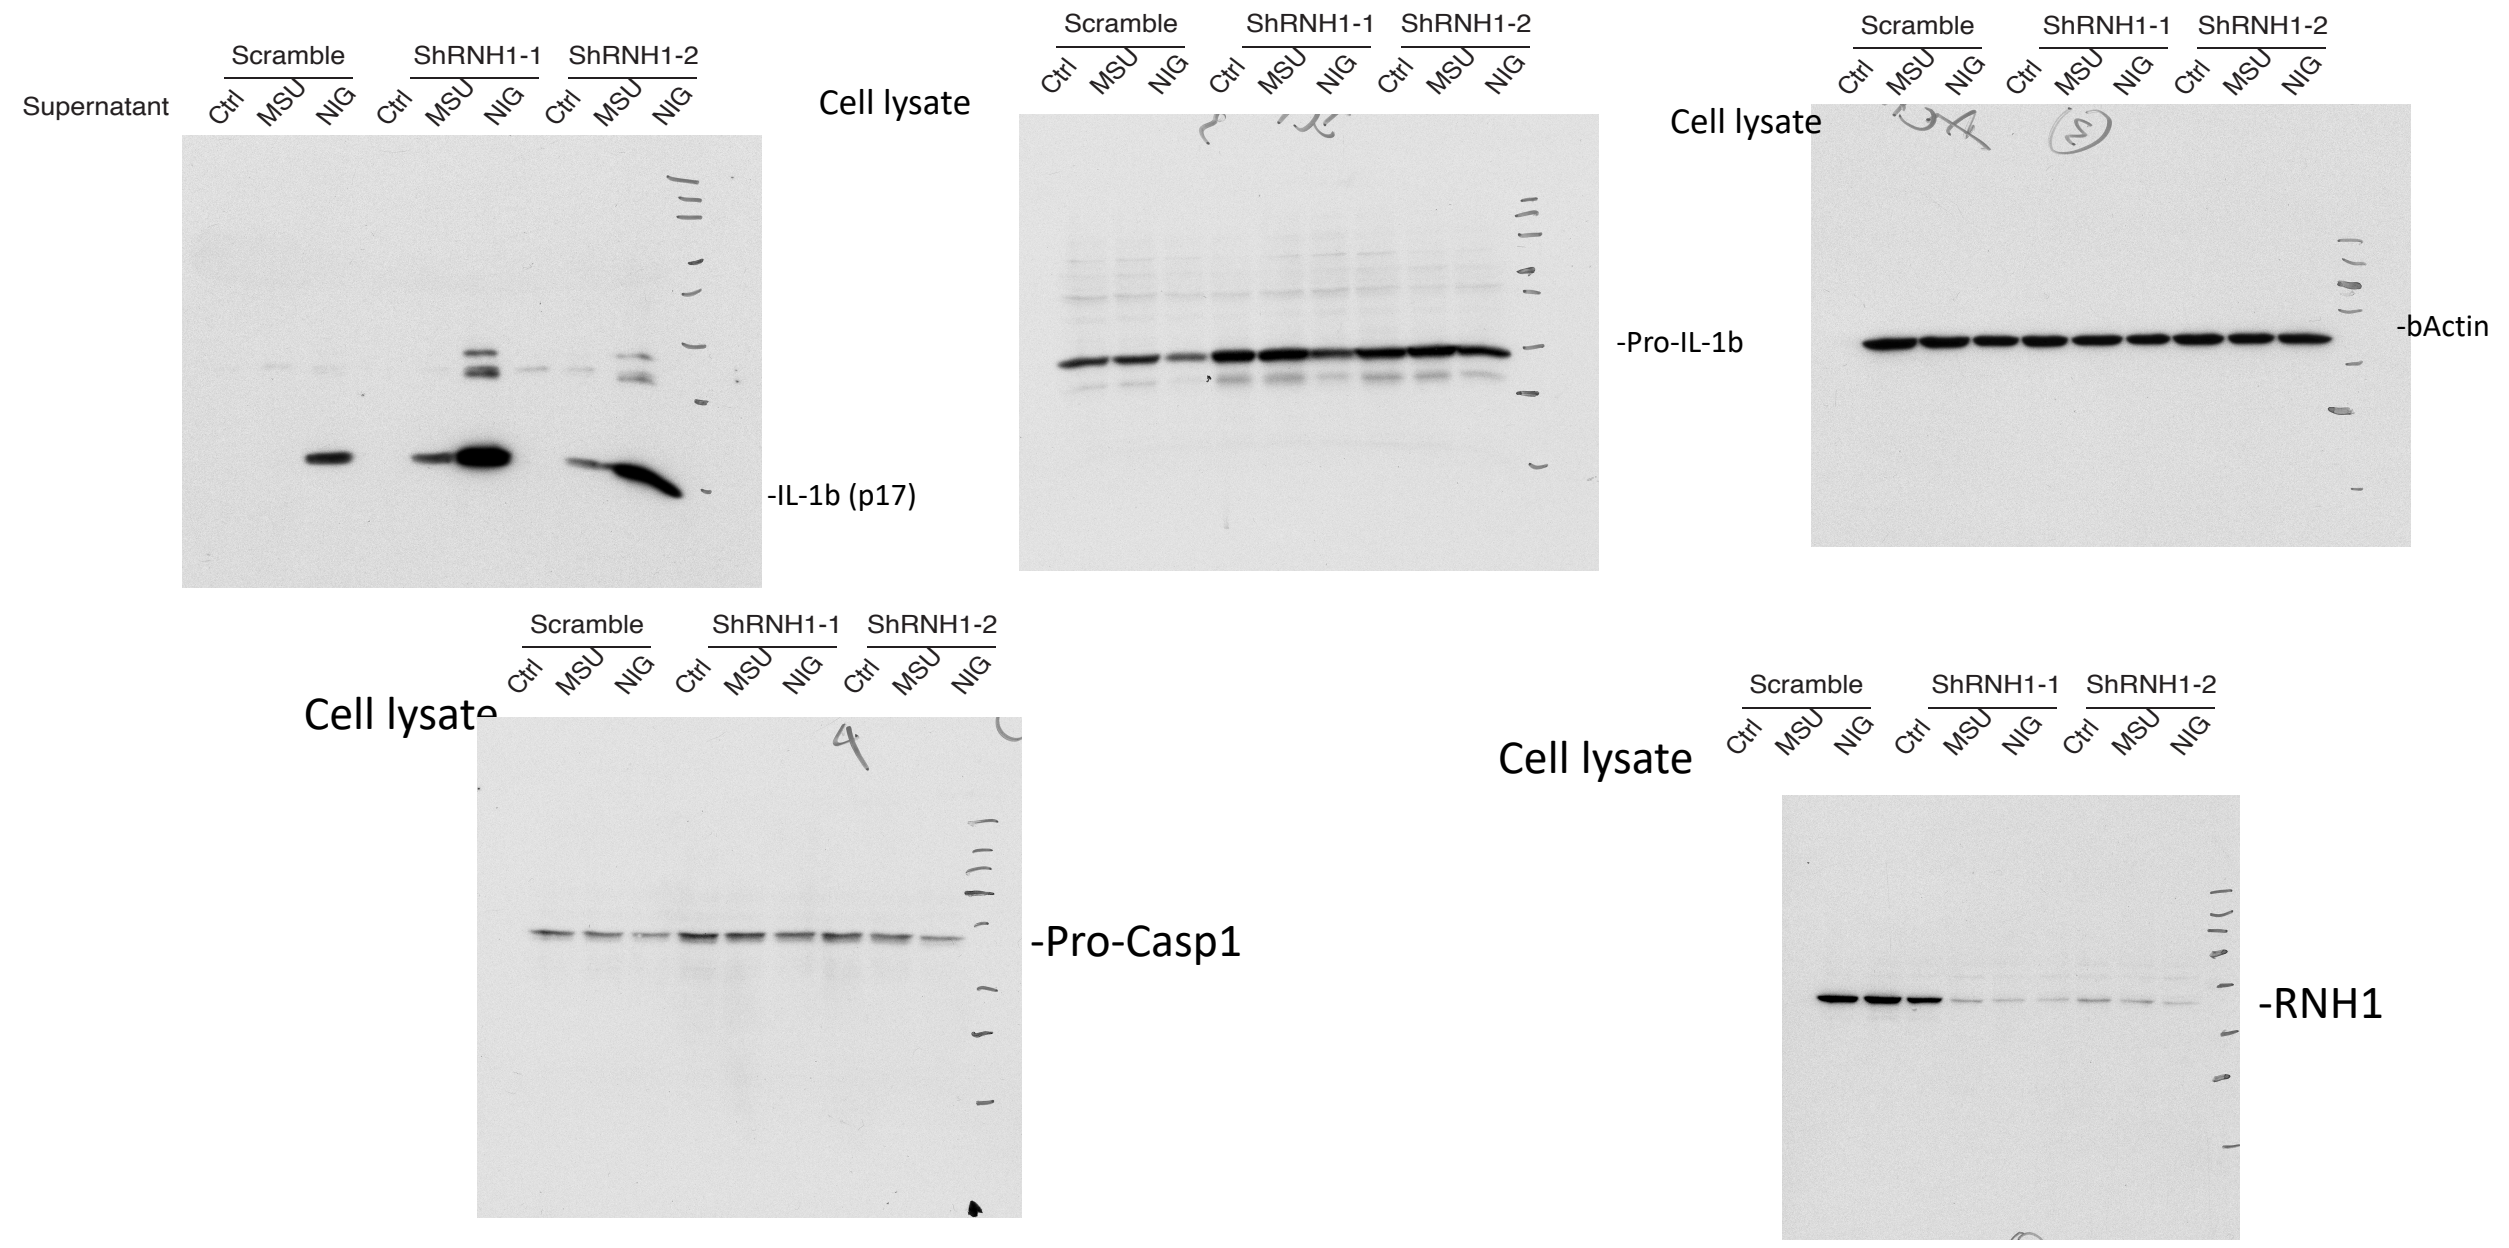 Scramble ShRNH1-1 ShRNH1-2
Supernatant Ctrl MSU NIG Ctrl MSU NIG Ctrl MSU NIG
-IL-1b (p17)
Scramble ShRNH1-1 ShRNH1-2
Cell lysate Ctrl MSU NIG Ctrl MSU NIG Ctrl MSU NIG
-Pro-IL-1b
Scramble ShRNH1-1 ShRNH1-2
Cell lysate Ctrl MSU NIG Ctrl MSU NIG Ctrl MSU NIG
-bActin
Scramble ShRNH1-1 ShRNH1-2
Cell lysate Ctrl MSU NIG Ctrl MSU NIG Ctrl MSU NIG
4
-Pro-Casp1
Scramble ShRNH1-1 ShRNH1-2
Cell lysate Ctrl MSU NIG Ctrl MSU NIG Ctrl MSU NIG
-RNH1